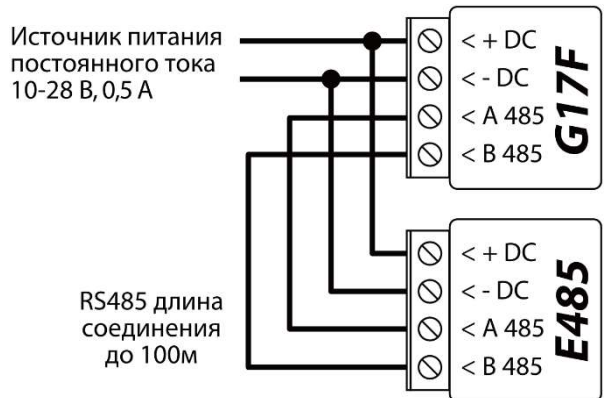 Источник питания
постоянного тока
10-28 В, 0,5 А
< + DC
< - DC
< A 485
< B 485
G17F
RS485 длина
соединения
до 100м
< + DC
< - DC
< A 485
< B 485
E485